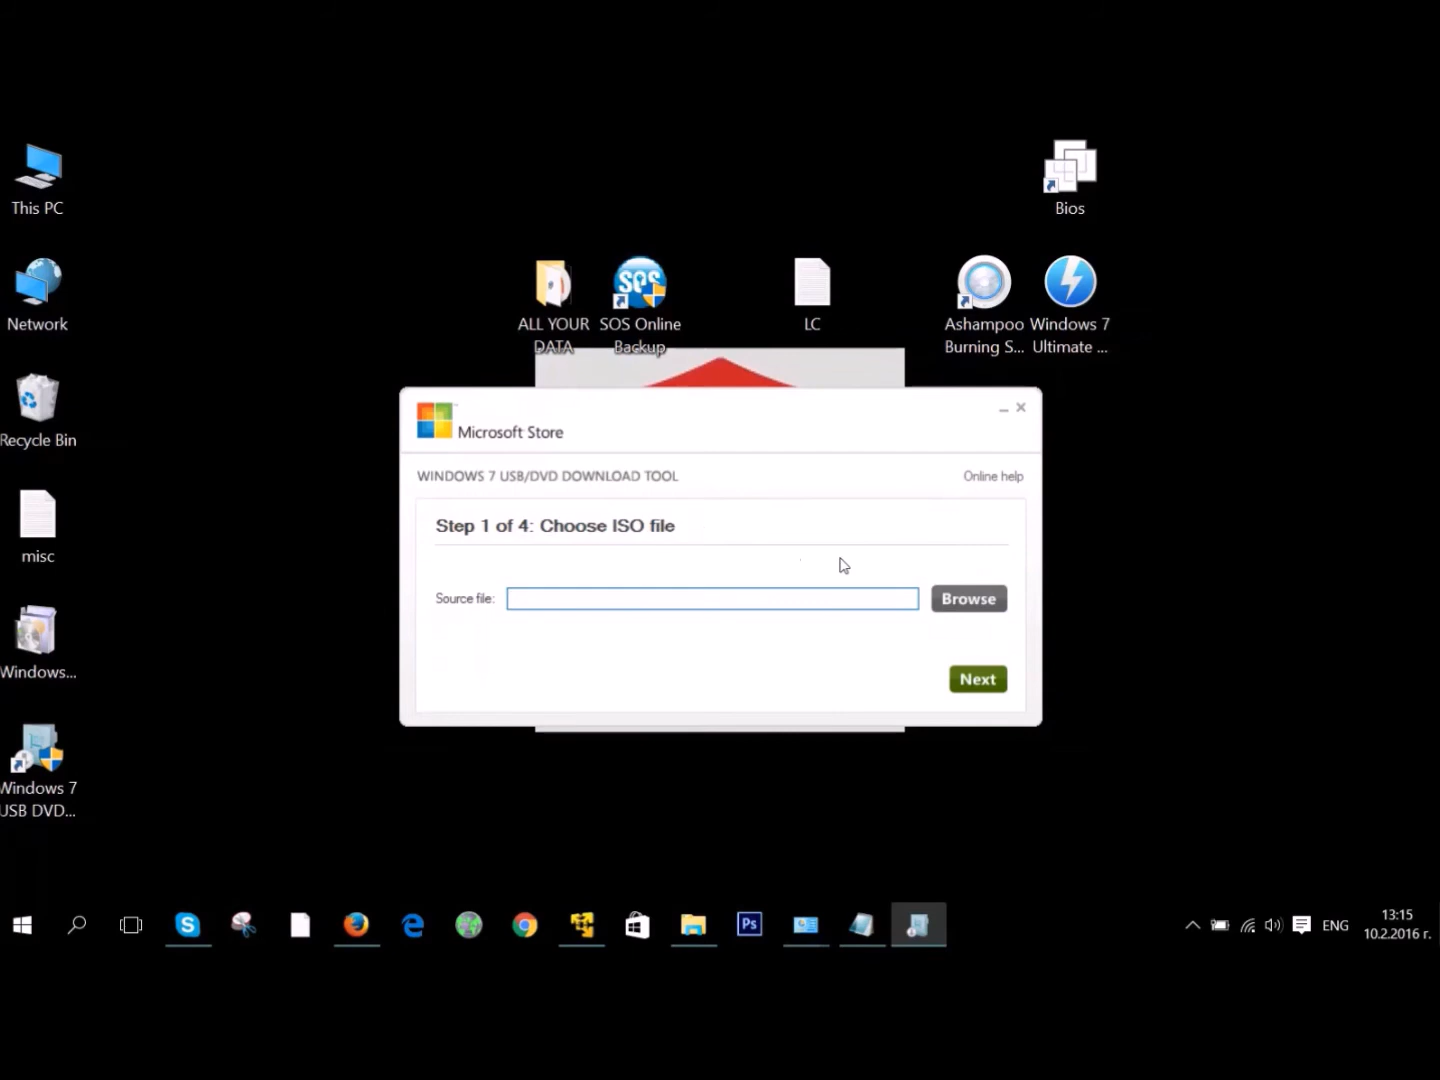 This PC
Bios
Network
ALL YOUR
DATA
SOS
SOS Online
Backup
LC
Ashampoo
Burning S...
Windows 7
Ultimate ...
Recycle Bin
Microsoft Store
WINDOWS 7 USB/DVD DOWNLOAD TOOL
Online help
Step 1 of 4: Choose ISO file
misc
Source file:
Browse
Windows...
Next
Windows 7
USB DVD...
Ps
ENG
13:15
10.2.2016 г.